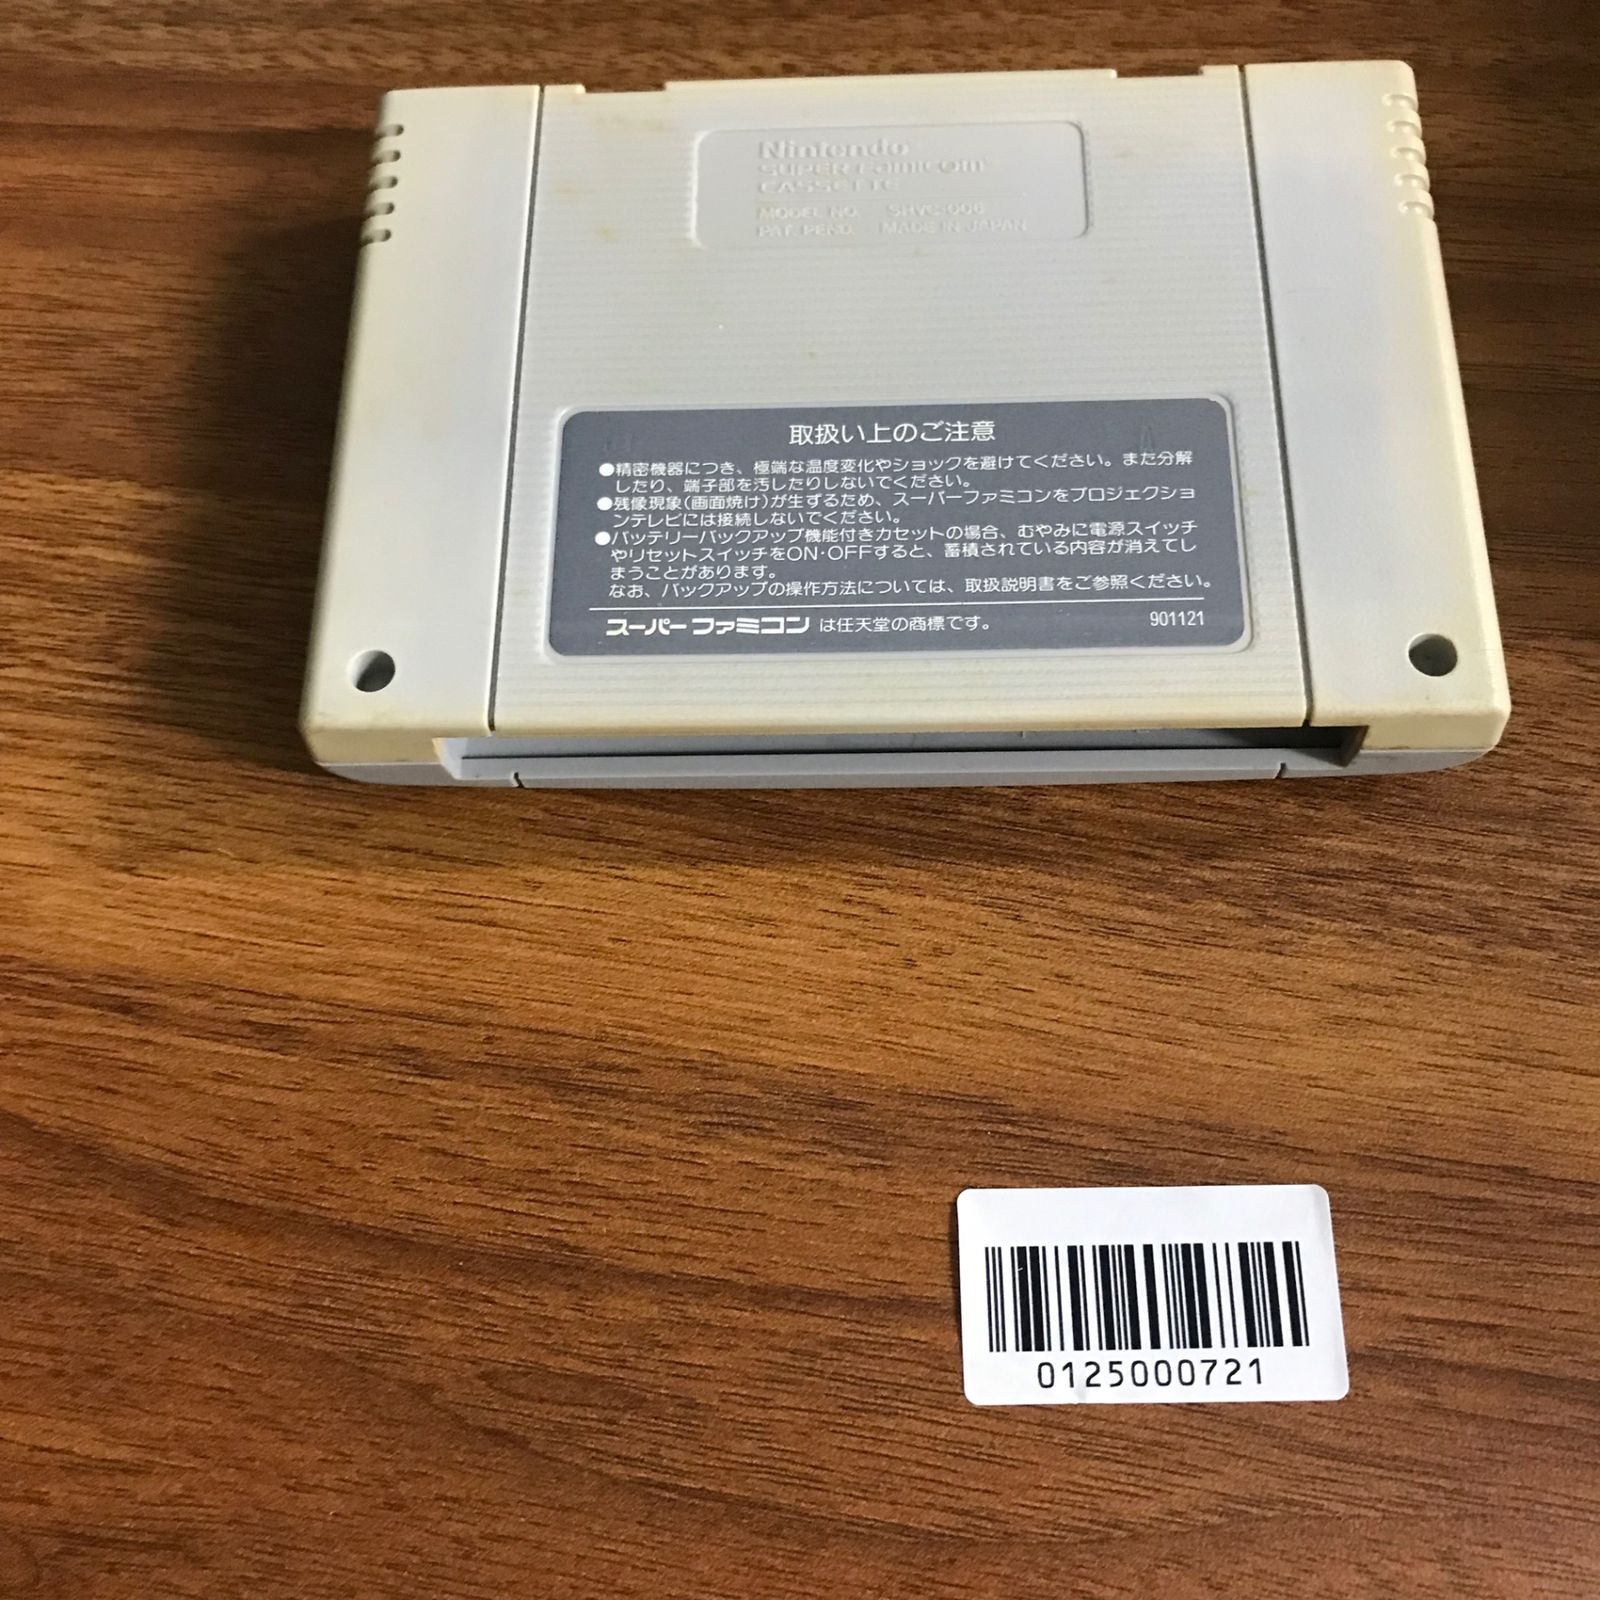 Nintendo
SUPER Famicom
CASSETTE
MODEL NO. SHVC-006
PAT. PEND. MADE IN JAPAN
取扱い上のご注意
●精密機器につき、極端な温度変化やショックを避けてください。また分解
したり、端子部を汚したりしないでください。
●残像現象(画面焼け)が生ずるため、スーパーファミコンをプロジェクショ
ンテレビには接続しないでください。
●バッテリーバックアップ機能付きカセットの場合、むやみに電源スイッチ
やリセットスイッチをON・OFFすると、蓄積されている内容が消えてし
まうことがあります。
なお、バックアップの操作方法については、取扱説明書をご参照ください。
スーパーファミコン は任天堂の商標です。 901121
0125000721